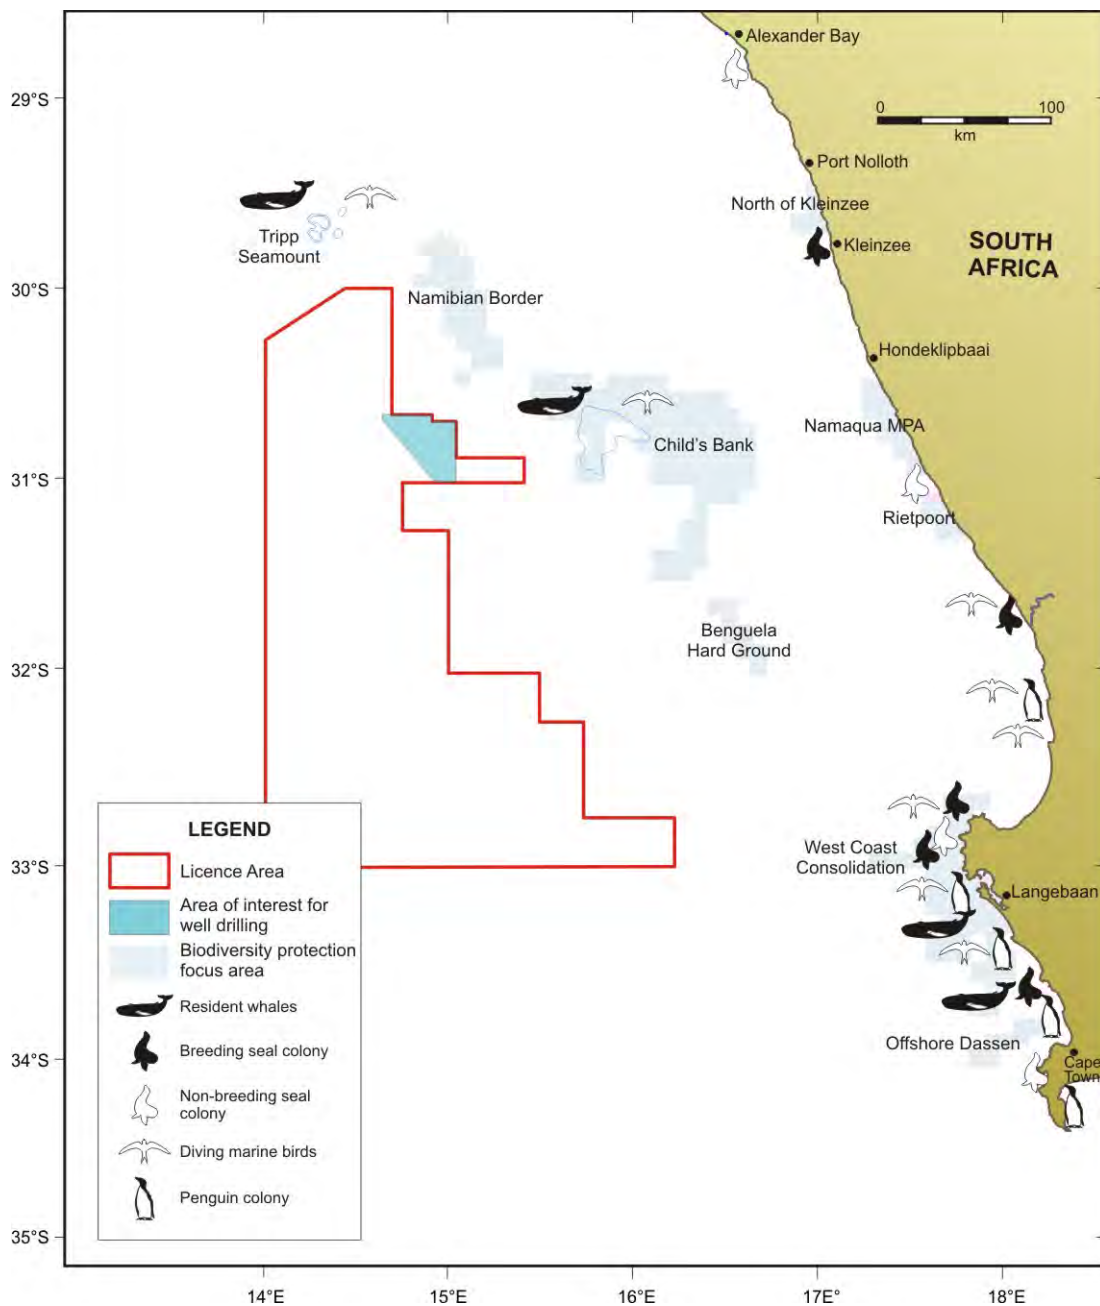 Alexander Bay
29°S
0 100
km
Port Nolloth
North of Kleinzee
Tripp
Seamount
Kleinzee
SOUTH
AFRICA
30°S
Namibian Border
Hondeklipbaai
Namaqua MPA
Child's Bank
31°S
Rietpoort
Benguela
Hard Ground
32°S
LEGEND
Licence Area
Area of interest for
well drilling
Biodiversity protection
focus area
Resident whales
Breeding seal colony
Non-breeding seal
colony
Diving marine birds
Penguin colony
West Coast
Consolidation
33°S
Langebaan
Offshore Dassen
34°S
Cape
Town
35°S
14°E 15°E 16°E 17°E 18°E